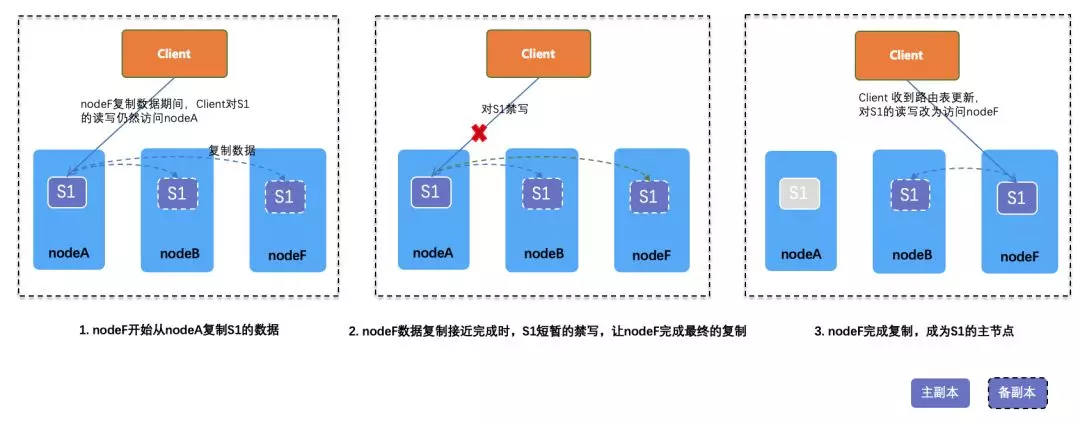 Client
nodeF复制数据期间，Client对S1
的读写仍然访问nodeA
复制数据
S1
S1
S1
nodeA
nodeB
nodeF
1. nodeF开始从nodeA复制S1的数据
Client
对S1禁写
S1
S1
S1
nodeA
nodeB
nodeF
2. nodeF数据复制接近完成时，S1短暂的禁写，让nodeF完成最终的复制
Client
Client 收到路由表更新，
对S1的读写改为访问nodeF
S1
S1
S1
nodeA
nodeB
nodeF
3. nodeF完成复制，成为S1的主节点
主副本
备副本